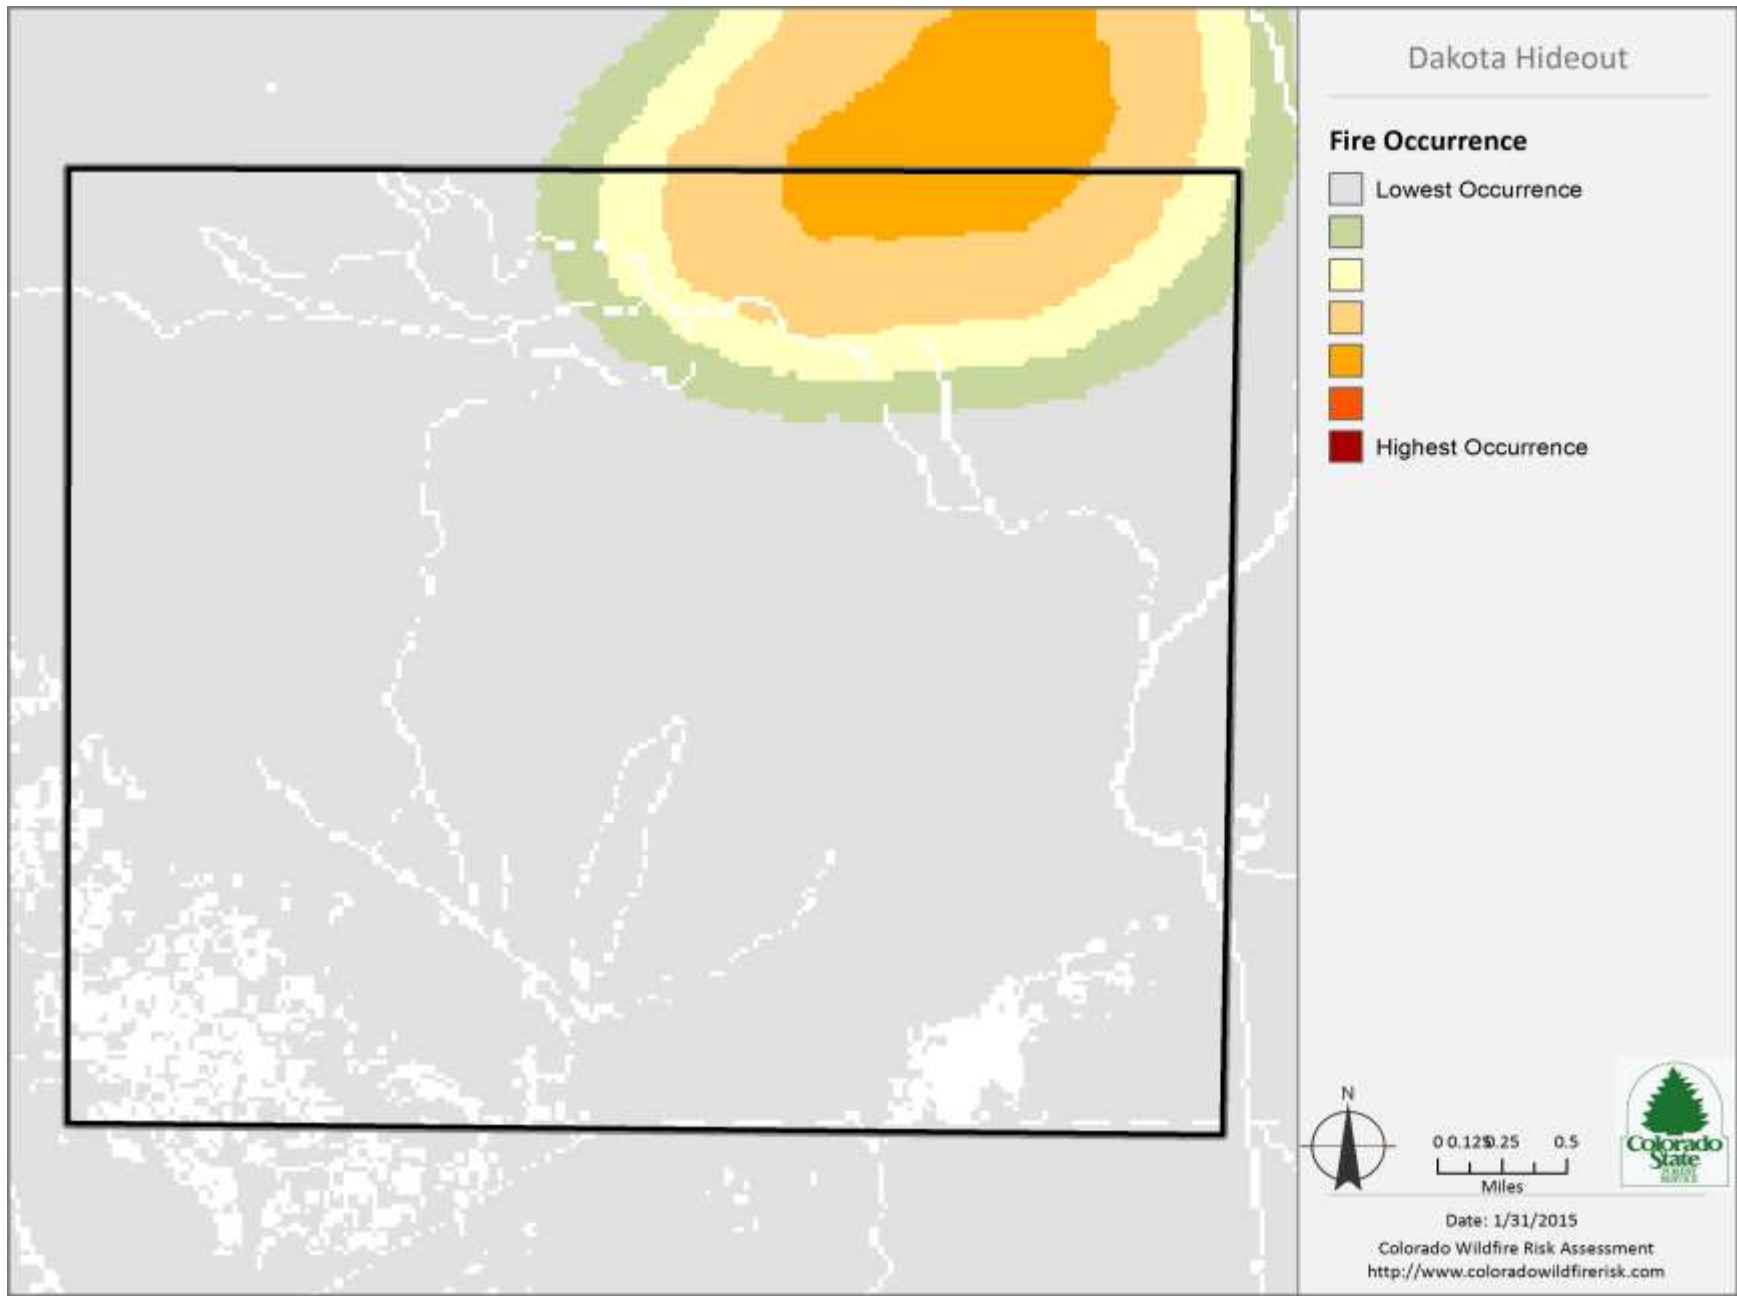 Dakota Hideout
Fire Occurrence
Lowest Occurrence
Highest Occurrence
N
0 0.125 0.25 0.5
Miles
Colorado
State
Date: 1/31/2015
Colorado Wildfire Risk Assessment
http://www.coloradowildfirerisk.com